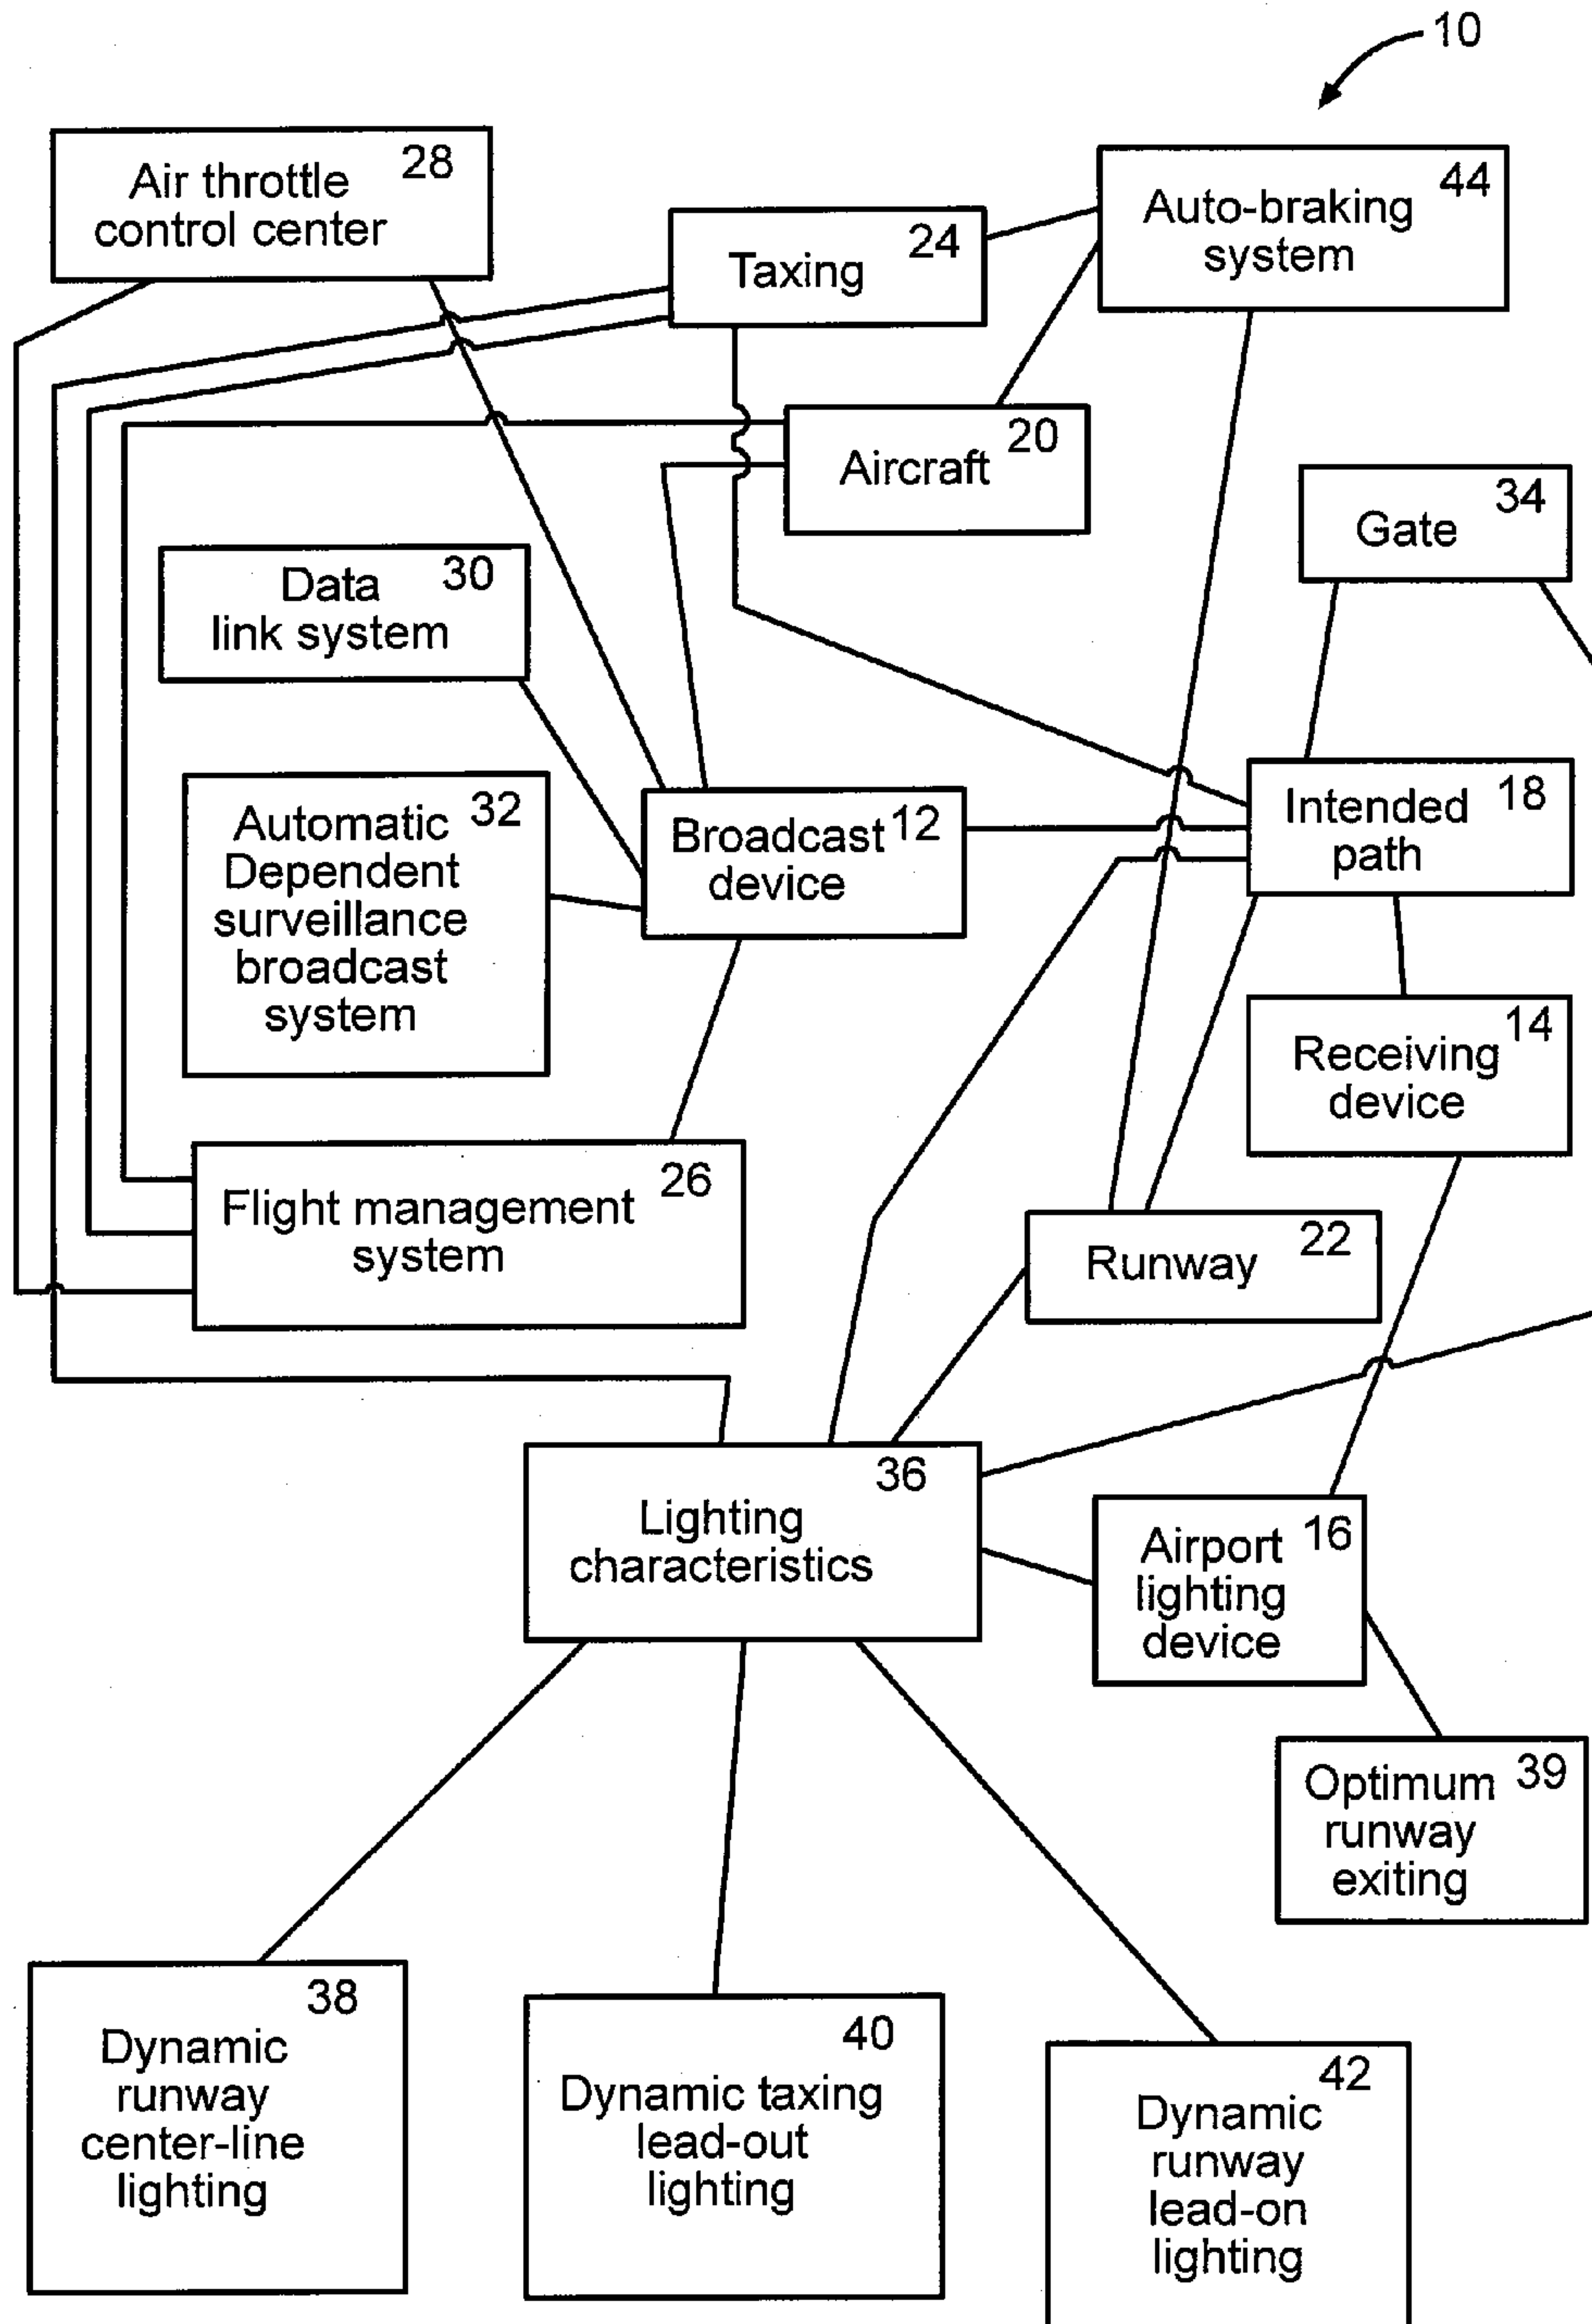 10
28
Air throttle
control center
44
Auto-braking
system
24
Taxing
20
Aircraft
34
Gate
30
Data
link system
32
Automatic
Dependent
surveillance
broadcast
system
12
Broadcast
device
18
Intended
path
14
Receiving
device
26
Flight management
system
22
Runway
36
Lighting
characteristics
16
Airport
lighting
device
39
Optimum
runway
exiting
38
Dynamic
runway
center-line
lighting
40
Dynamic taxing
lead-out
lighting
42
Dynamic
runway
lead-on
lighting